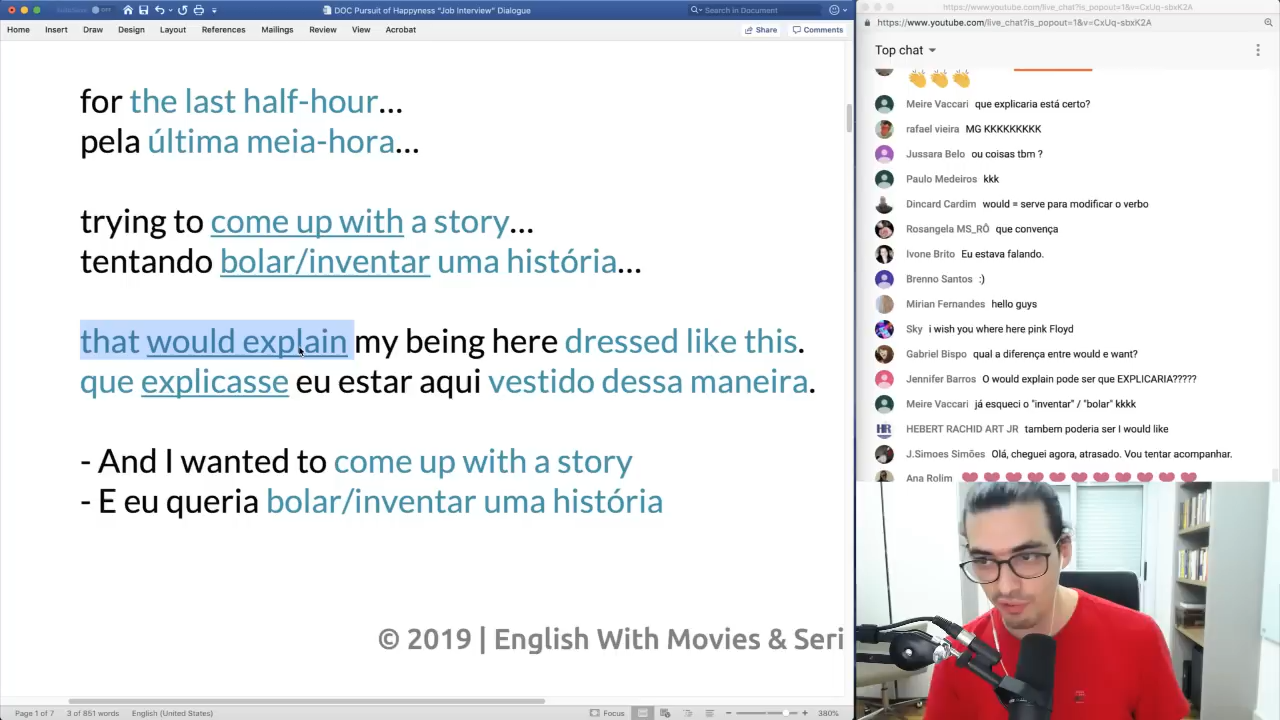 DOC Pursuit of Happyness "Job Interview" Dialogue
Search in Document
Home Insert Draw Design Layout References Mailings Review View Acrobat Share Comments
for the last half-hour...
pela última meia-hora...
trying to come up with a story...
tentando bolar/inventar uma história...
that would explain my being here dressed like this.
que explicasse eu estar aqui vestido dessa maneira.
- And I wanted to come up with a story
- E eu queria bolar/inventar uma história
© 2019 | English With Movies & Seri
Page 1 of 7 3 of 851 words English (United States) Focus 380%
https://www.youtube.com/live_chat?is_popout=1&v=CxUq-sbxK2A
https://www.youtube.com/live_chat?is_popout=1&v=CxUq-sbxK2A
Top chat
Meire Vaccari que explicaria está certo?
rafael vieira MG KKKKKKKKK
Jussara Belo ou coisas tbm ?
Paulo Medeiros kkk
Dincard Cardim would = serve para modificar o verbo
Rosangela MS_RÔ que convença
Ivone Brito Eu estava falando.
Brenno Santos :)
Mirian Fernandes hello guys
Sky i wish you where here pink Floyd
Gabriel Bispo qual a diferença entre would e want?
Jennifer Barros O would explain pode ser que EXPLICARIA?????
Meire Vaccari já esqueci o "inventar" / "bolar" kkkk
HEBERT RACHID ART JR tambem poderia ser I would like
J.Simoes Simões Olá, cheguei agora, atrasado. Vou tentar acompanhar.
Ana Rolim